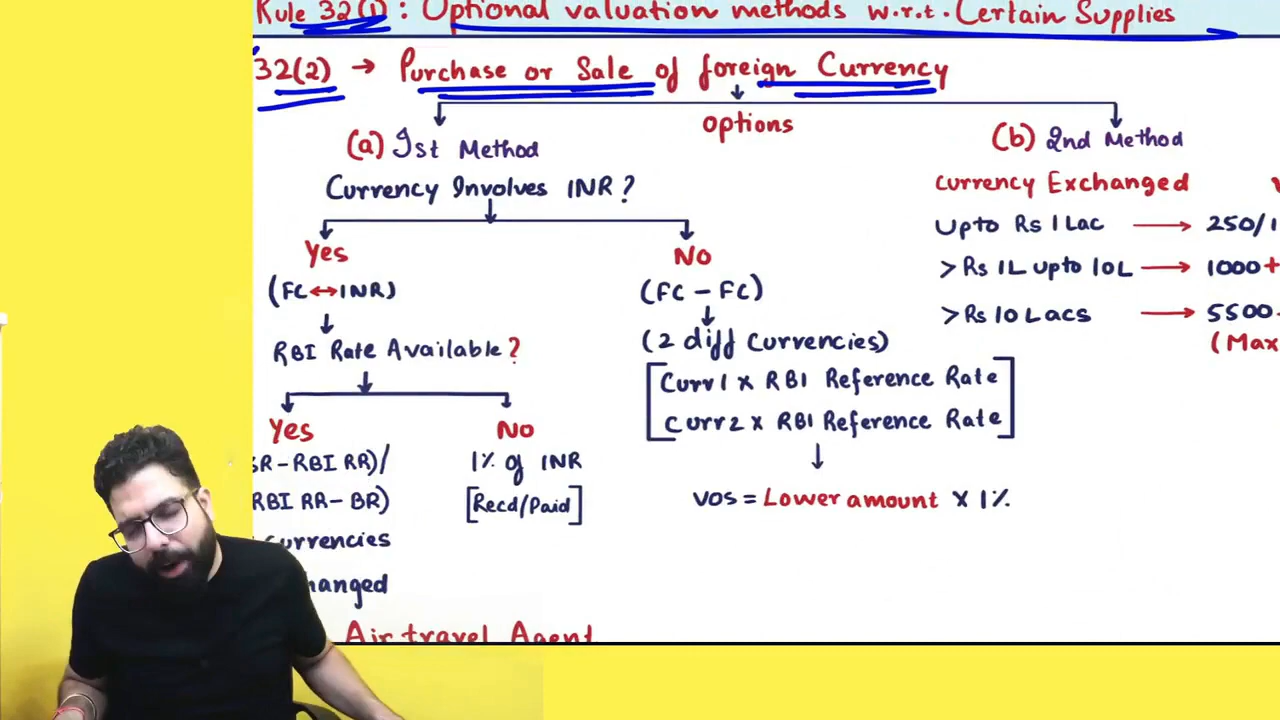 Rule 32(1) : Optional valuation methods w.r.t. Certain Supplies
32(2) → Purchase or Sale of foreign Currency
Options
(a) Ist Method
Currency Involves INR?
Yes
No
(FC↔INR)
(FC - FC)
RBI Rate Available?
(2 diff Currencies)
[Curr1 x RBI Reference Rate
Curr2 x RBI Reference Rate]
Yes
No
SR-RBI RR)/
RBI RR-BR)
currencies
hanged
1% of INR
[Recd/Paid]
VOS = Lower amount x 1%
(b) 2nd Method
Currency Exchanged
Upto Rs 1 Lac → 250/1
>Rs 1L upto 10L → 1000+
>Rs 10 Lacs → 5500
(Max
Air travel Agent